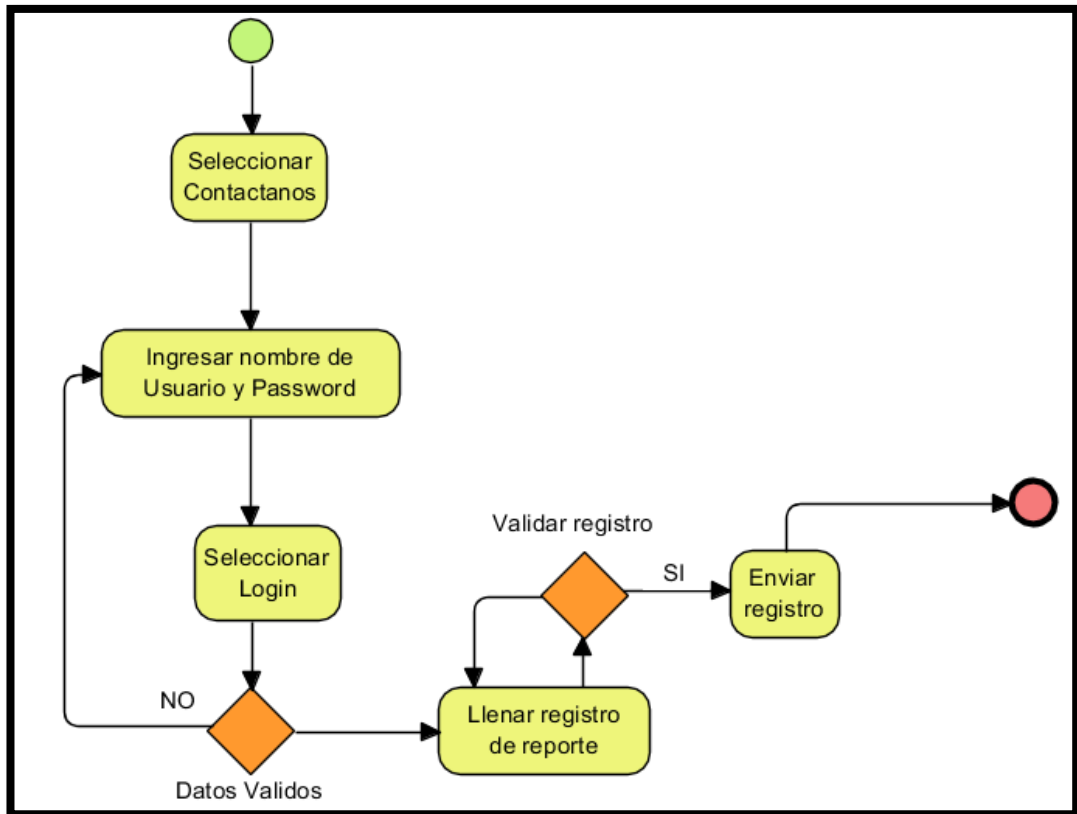 Seleccionar
Contactanos
Ingresar nombre de
Usuario y Password
Seleccionar
Login
NO
Datos Validos
Llenar registro
de reporte
Validar registro
SI
Enviar
registro